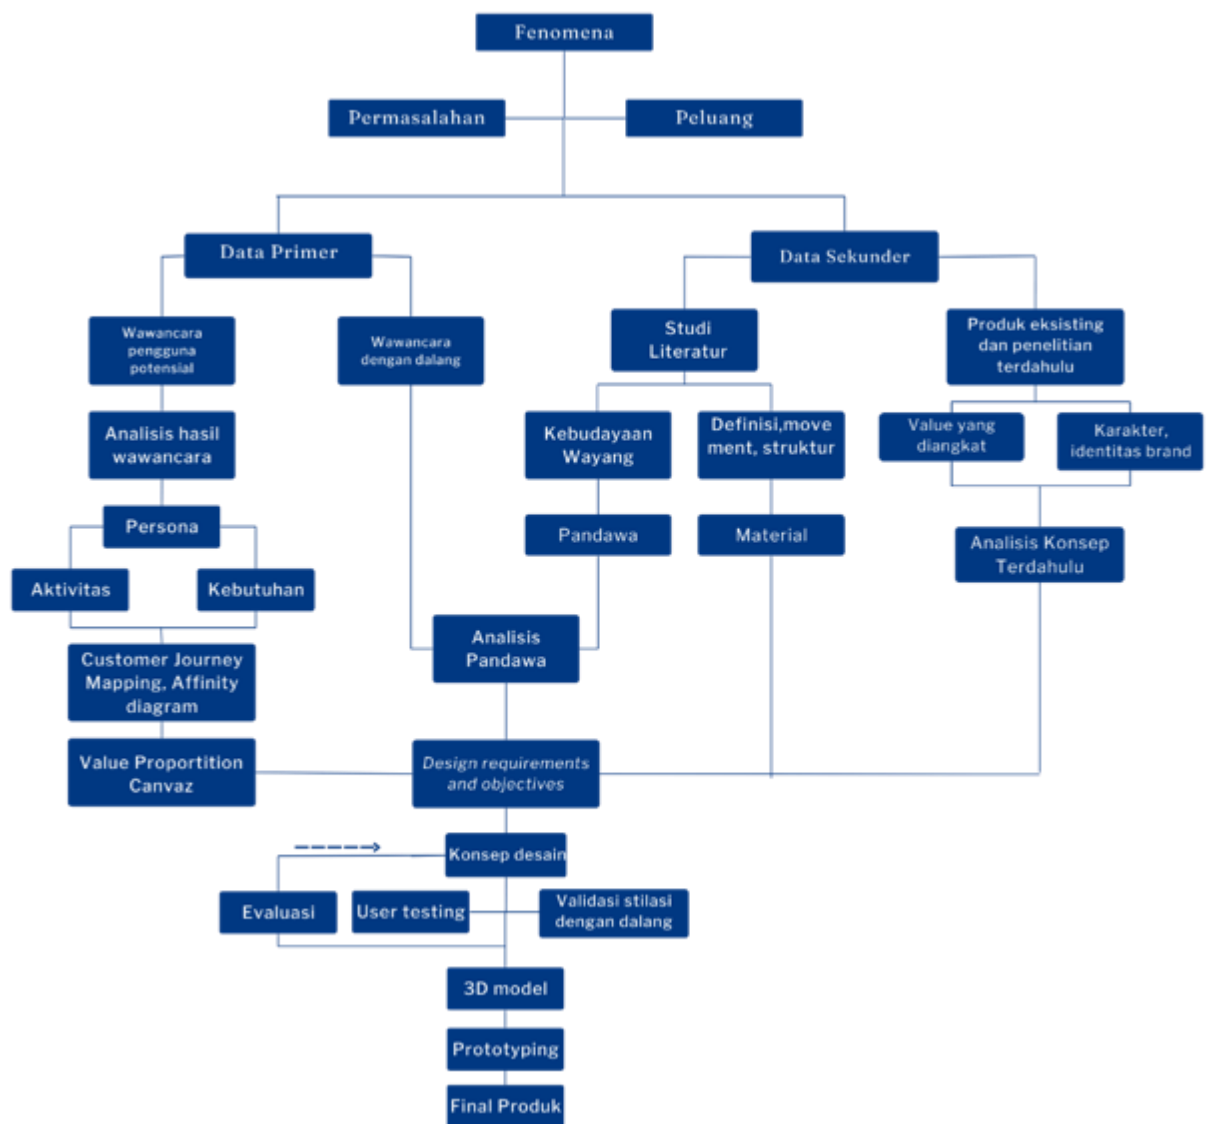 Fenomena
Permasalahan
Peluang
Data Primer
Data Sekunder
Wawancara
pengguna
potensial
Wawancara
dengan dalang
Studi
Literatur
Produk eksisting
dan penelitian
terdahulu
Analisis hasil
wawancara
Kebudayaan
Wayang
Definisi,move
ment, struktur
Value yang
diangkat
Karakter,
identitas brand
Persona
Pandawa
Material
Analisis Konsep
Terdahulu
Aktivitas
Kebutuhan
Analisis
Pandawa
Customer Journey
Mapping, Affinity
diagram
Value Proportition
Canvaz
Design requirements
and objectives
Konsep desain
Evaluasi
User testing
Validasi stilasi
dengan dalang
3D model
Prototyping
Final Produk